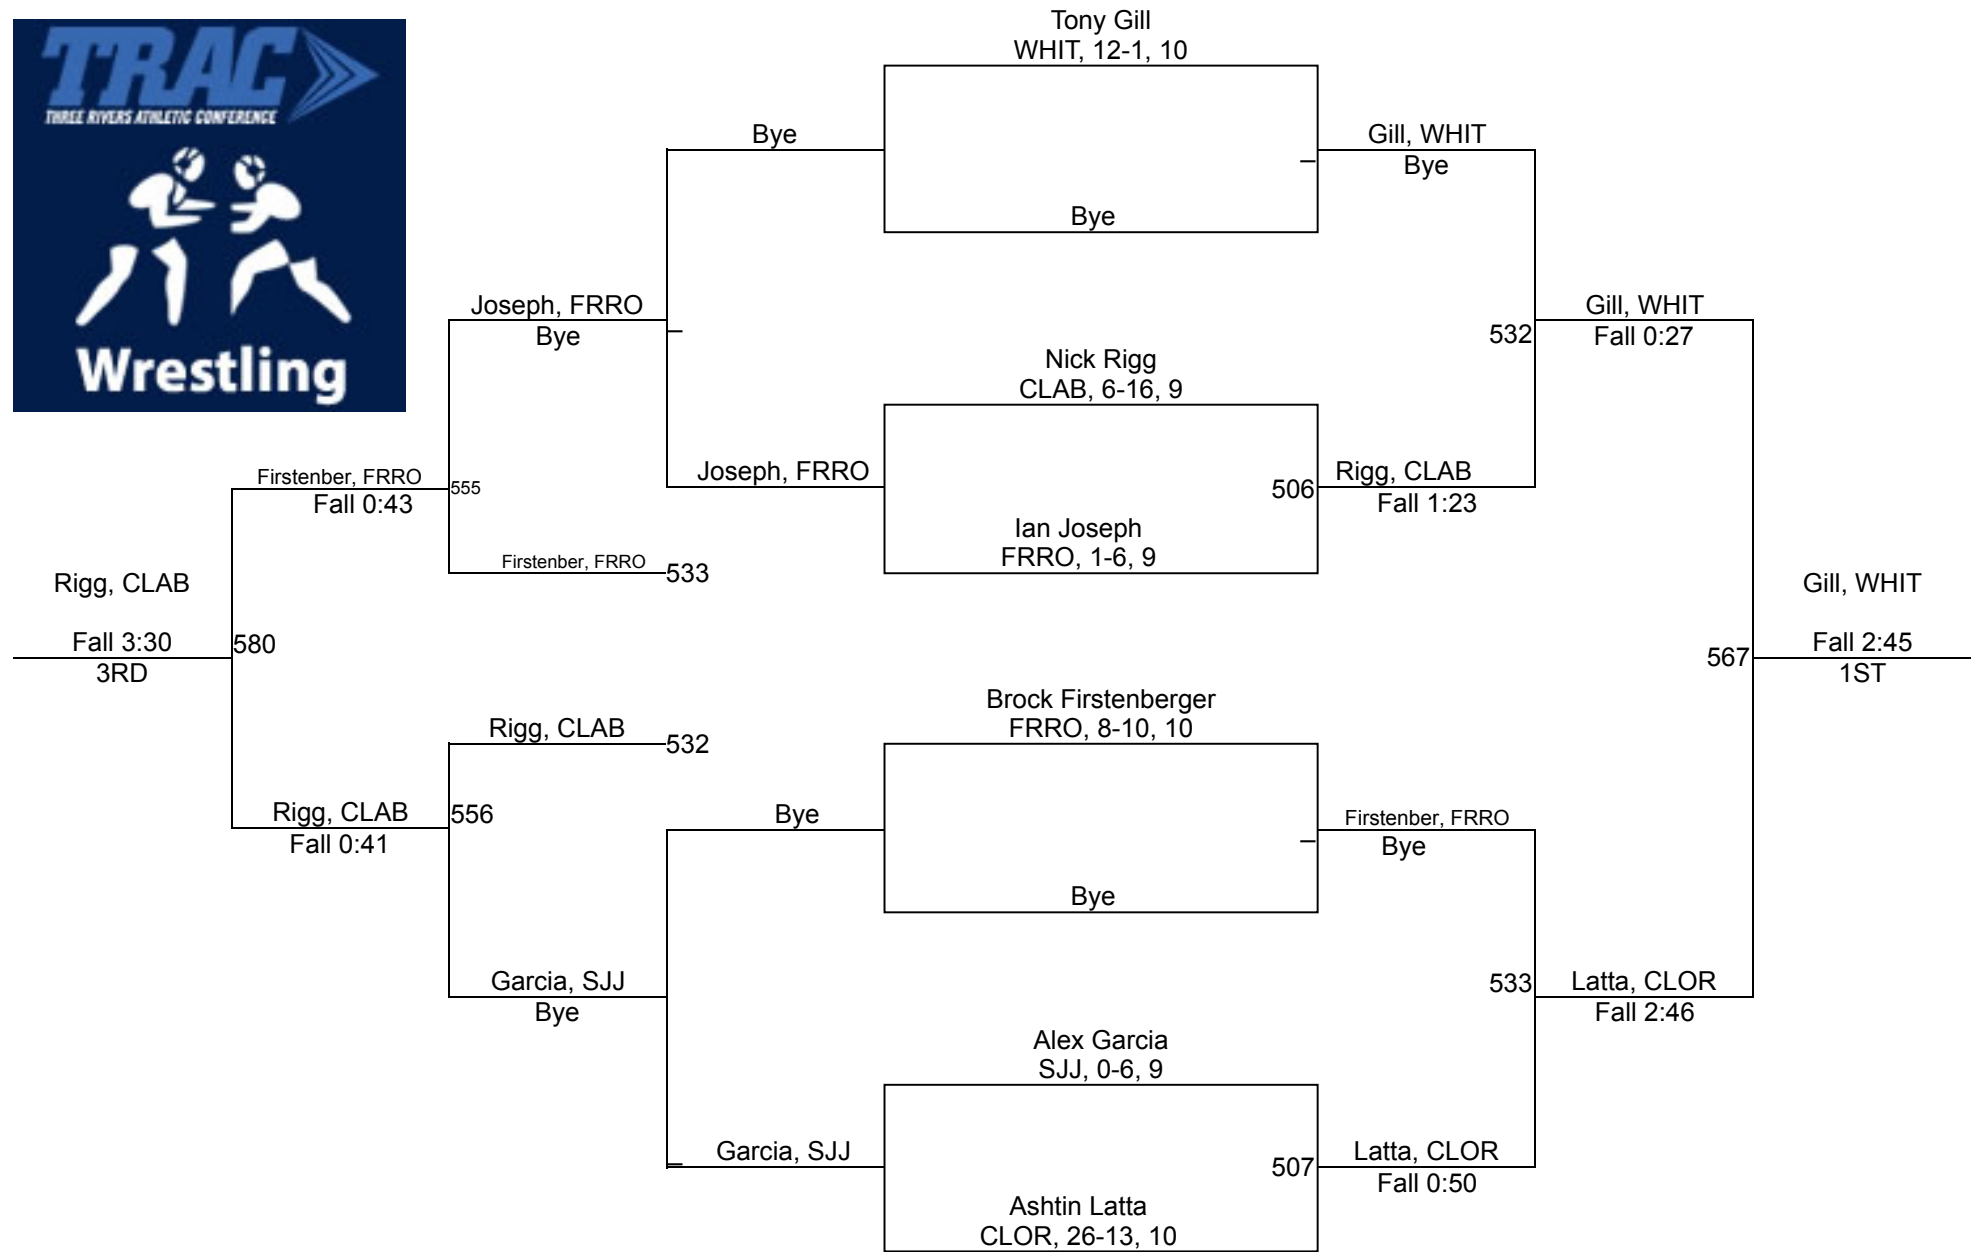 TRAC
THREE RIVERS ATHLETIC CONFERENCE
Wrestling
Tony Gill
WHIT, 12-1, 10
Bye
Gill, WHIT
Bye
Bye
Joseph, FRRO
Bye
Gill, WHIT
532
Fall 0:27
Nick Rigg
CLAB, 6-16, 9
Joseph, FRRO
506
Rigg, CLAB
Fall 1:23
Firstenber, FRRO
555
Fall 0:43
Ian Joseph
FRRO, 1-6, 9
Firstenber, FRRO
533
Rigg, CLAB
Fall 3:30
3RD
580
Gill, WHIT
567
Fall 2:45
1ST
Brock Firstenberger
FRRO, 8-10, 10
Rigg, CLAB
532
Rigg, CLAB
556
Fall 0:41
Bye
Firstenber, FRRO
Bye
Bye
Garcia, SJJ
Bye
533
Latta, CLOR
Fall 2:46
Alex Garcia
SJJ, 0-6, 9
Garcia, SJJ
507
Latta, CLOR
Fall 0:50
Ashtin Latta
CLOR, 26-13, 10